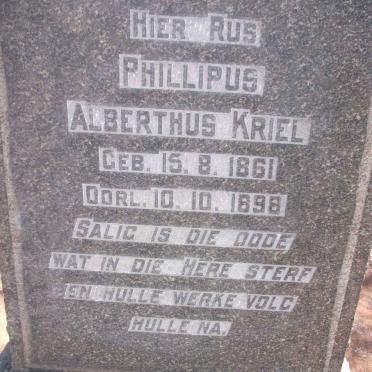 HIER RUS
PHILLIPUS
ALBERTHUS KRIEL
GEB. 15. 8. 1861
OORL. 10. 10. 1898
SALIG IS DIE DODE
WAT IN DIE HERE STERF
EN HULLE WERKE VOLG
HULLE NA.